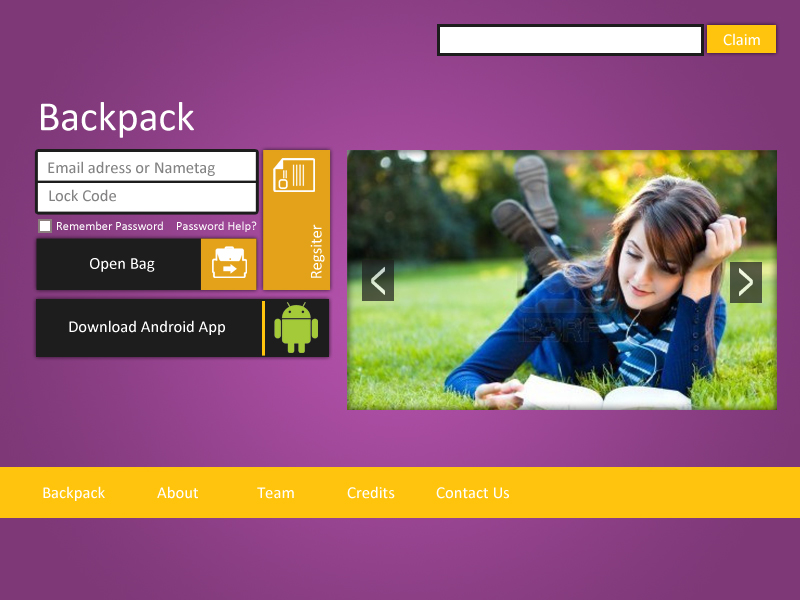 Claim
Backpack
Email adress or Nametag
Lock Code
Remember Password Password Help?
Regsiter
Open Bag
Download Android App
Backpack About Team Credits Contact Us